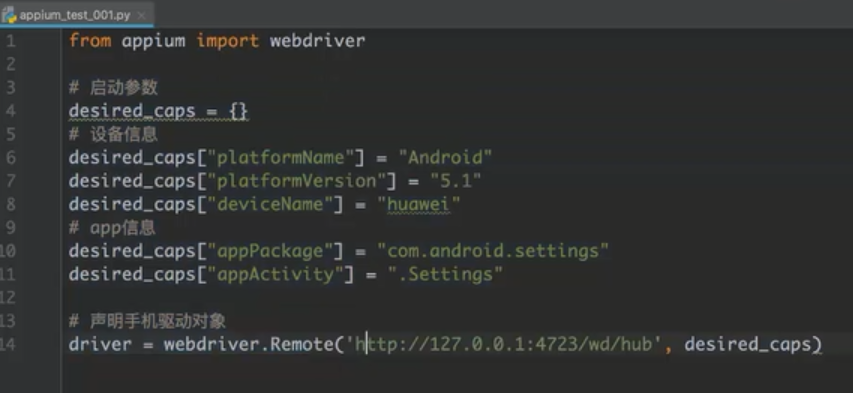 appium_test_001.py
1 from appium import webdriver
2
3 # 启动参数
4 desired_caps = {}
5 # 设备信息
6 desired_caps["platformName"] = "Android"
7 desired_caps["platformVersion"] = "5.1"
8 desired_caps["deviceName"] = "huawei"
9 # app信息
10 desired_caps["appPackage"] = "com.android.settings"
11 desired_caps["appActivity"] = ".Settings"
12
13 # 声明手机驱动对象
14 driver = webdriver.Remote('http://127.0.0.1:4723/wd/hub', desired_caps)